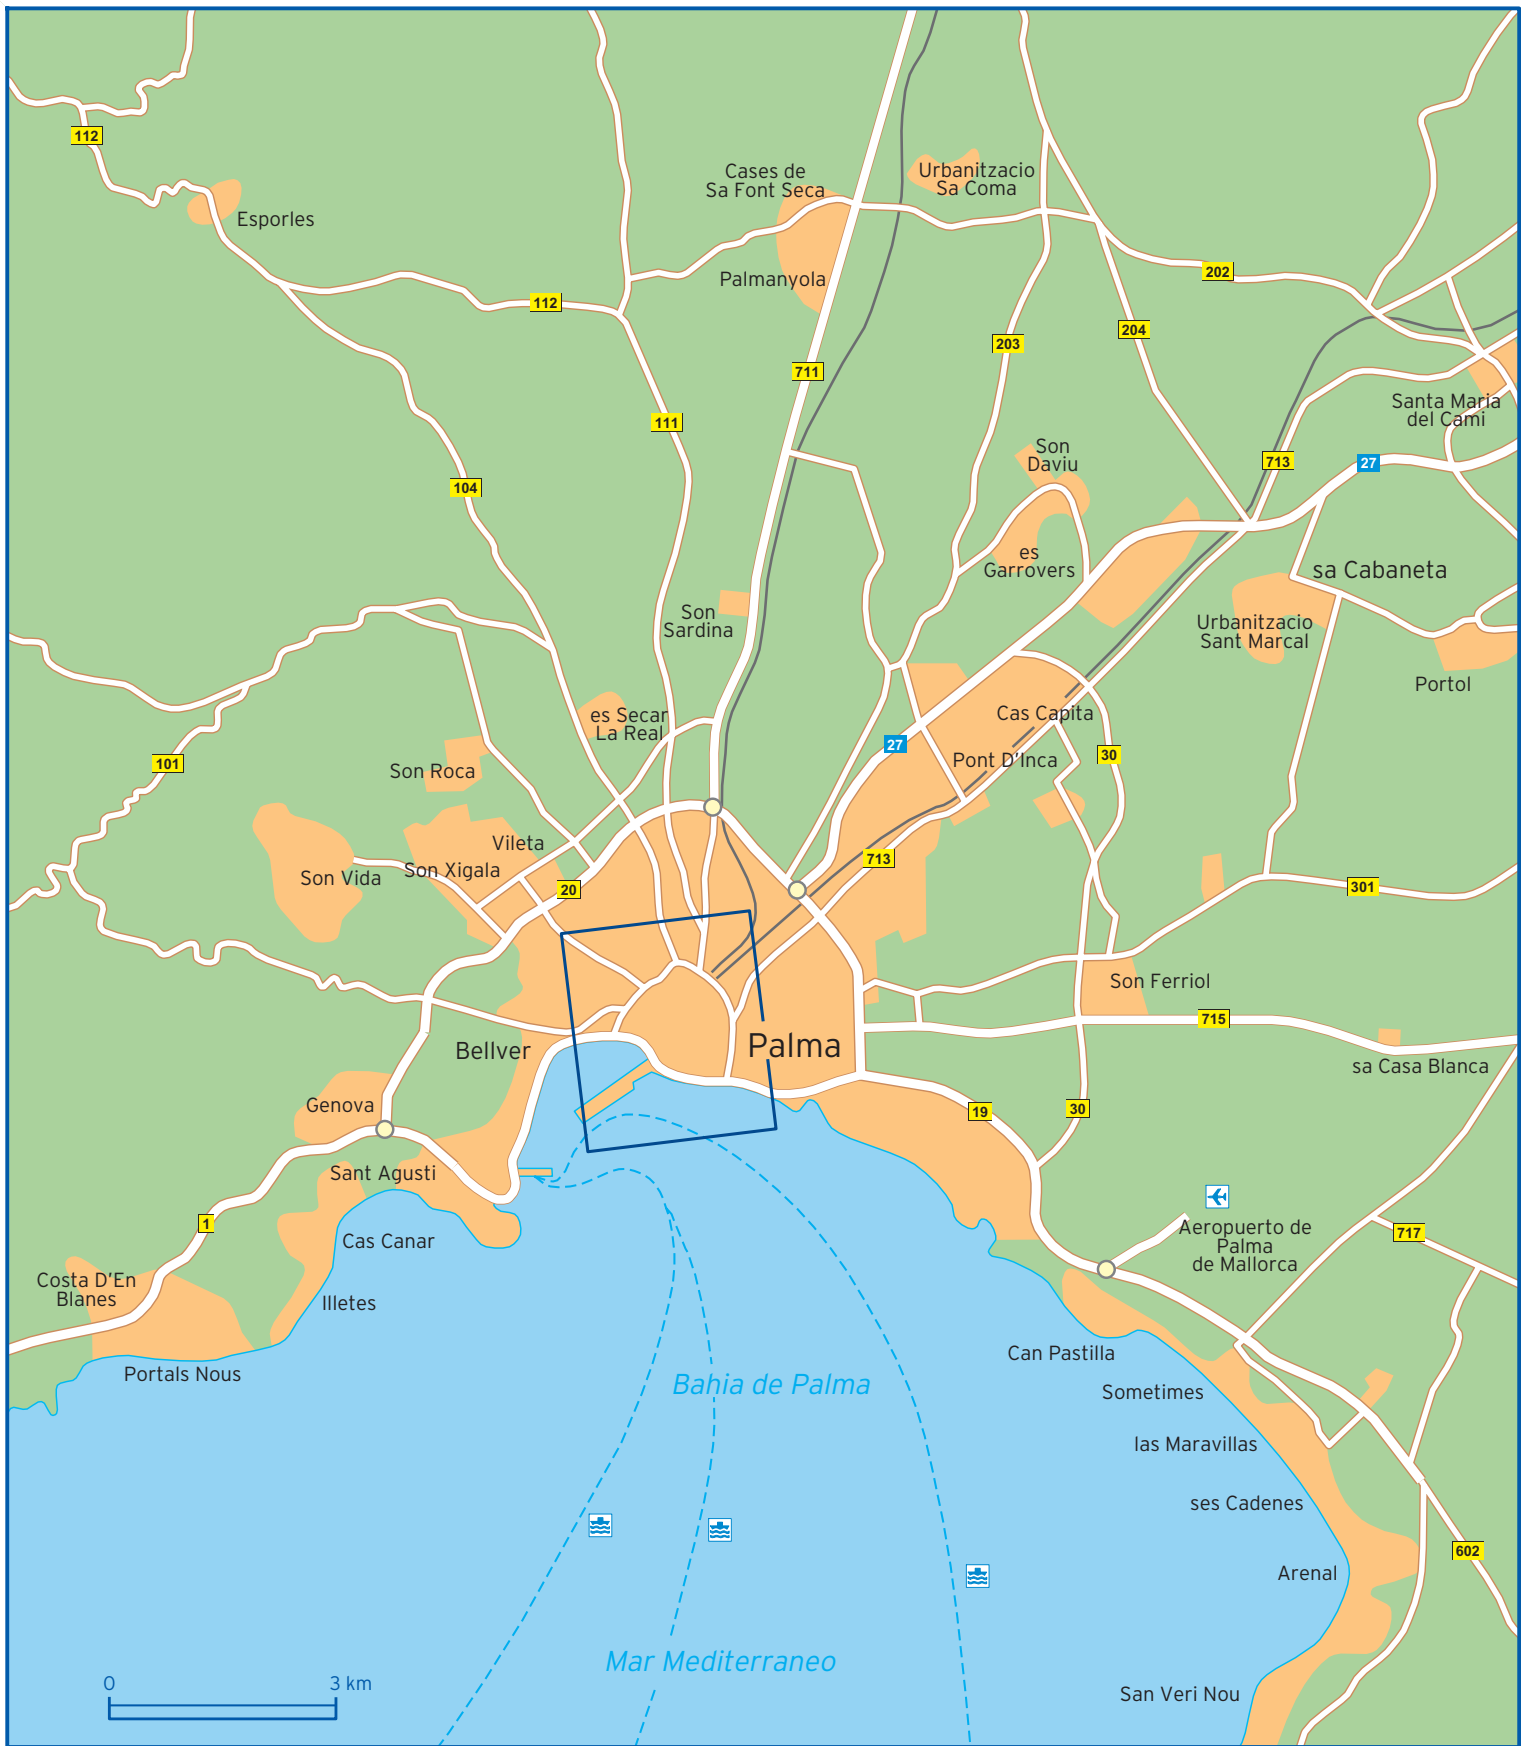 112
Cases de
Sa Font Seca
Urbanitzacio
Sa Coma
Esporles
Palmanyola
202
112
204
203
711
Santa Maria
del Cami
111
Son
Daviu
713
27
104
es
Garrovers
sa Cabaneta
Son
Sardina
Urbanitzacio
Sant Marcal
Portol
es Secar
La Real
Cas Capita
27
30
101
Son Roca
Pont D'Inca
Vileta
713
Son Xigala
Son Vida
20
301
Son Ferriol
715
Palma
Bellver
sa Casa Blanca
Genova
19
30
Sant Agusti
1
Aeropuerto de
Palma
de Mallorca
717
Cas Canar
Costa D'En
Blanes
Illetes
Can Pastilla
Portals Nous
Bahia de Palma
Sometimes
las Maravillas
ses Cadenes
602
Arenal
Mar Mediterraneo
0
3 km
San Veri Nou